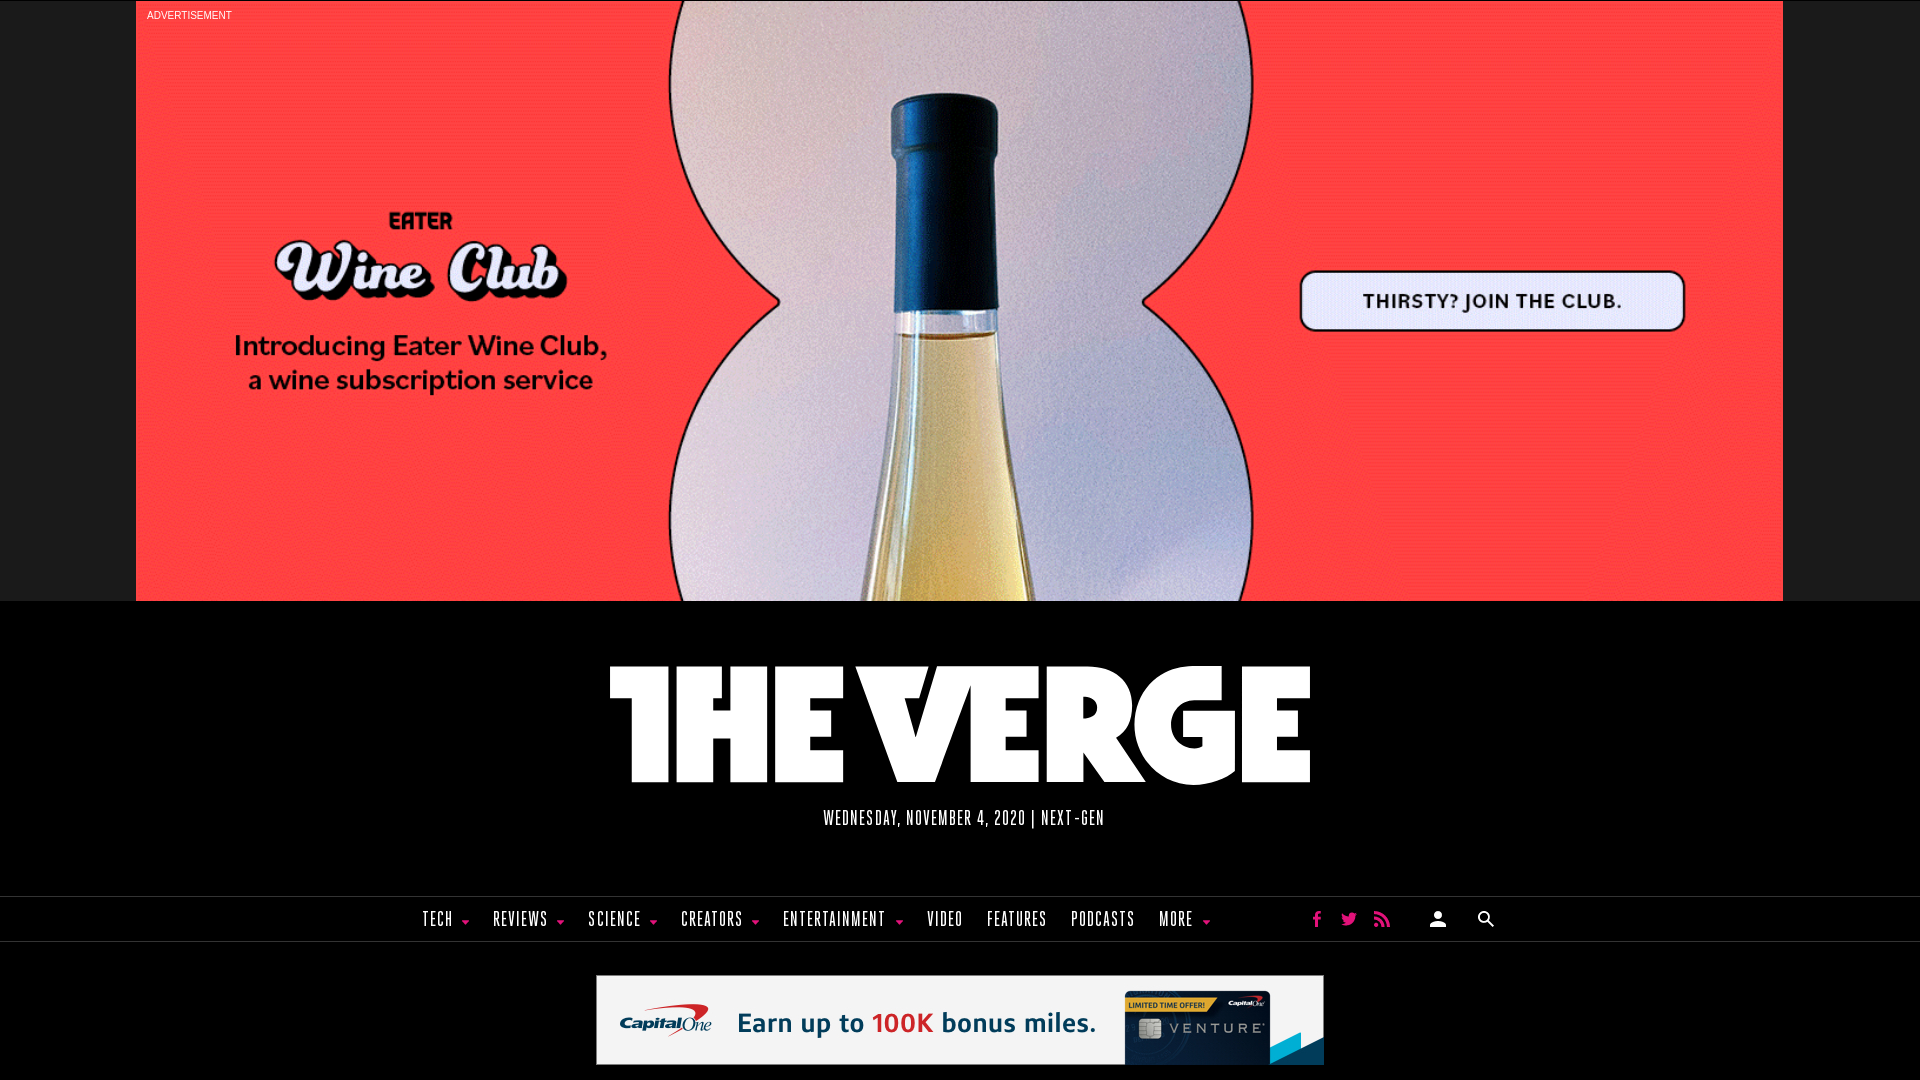 ADVERTISEMENT
EATER
Wine Club
Introducing Eater Wine Club,
a wine subscription service
THIRSTY? JOIN THE CLUB.
THE VERGE
WEDNESDAY, NOVEMBER 4, 2020 | NEXT-GEN
TECH REVIEWS SCIENCE CREATORS ENTERTAINMENT VIDEO FEATURES PODCASTS MORE
Capital One Earn up to 100K bonus miles.
LIMITED TIME OFFER! Capital One
VENTURE